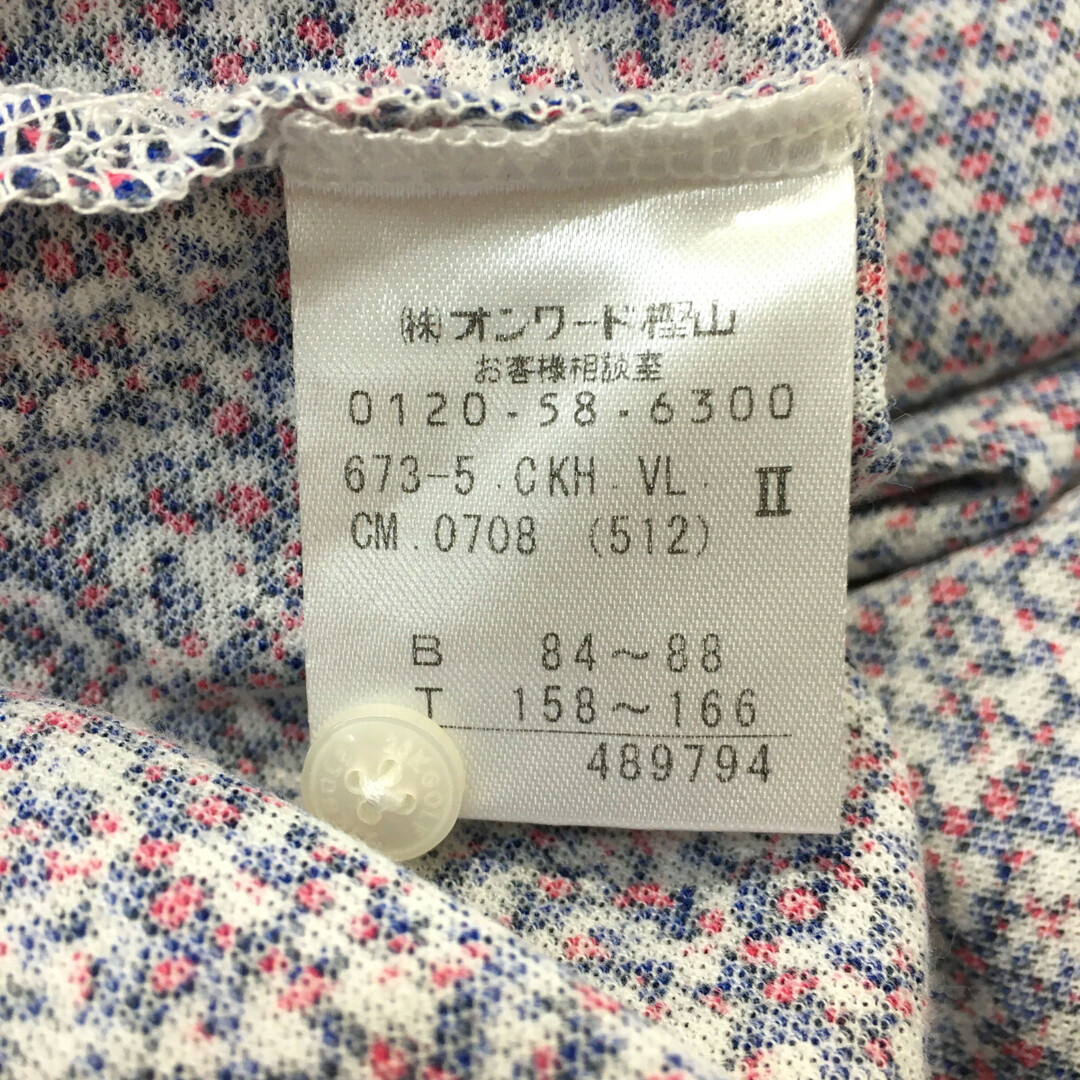 (株)オンワード樫山
お客様相談室
0120-58-6300
673-5.CKH.VL. II
CM.0708 (512)
B 84~88
T 158~166
489794